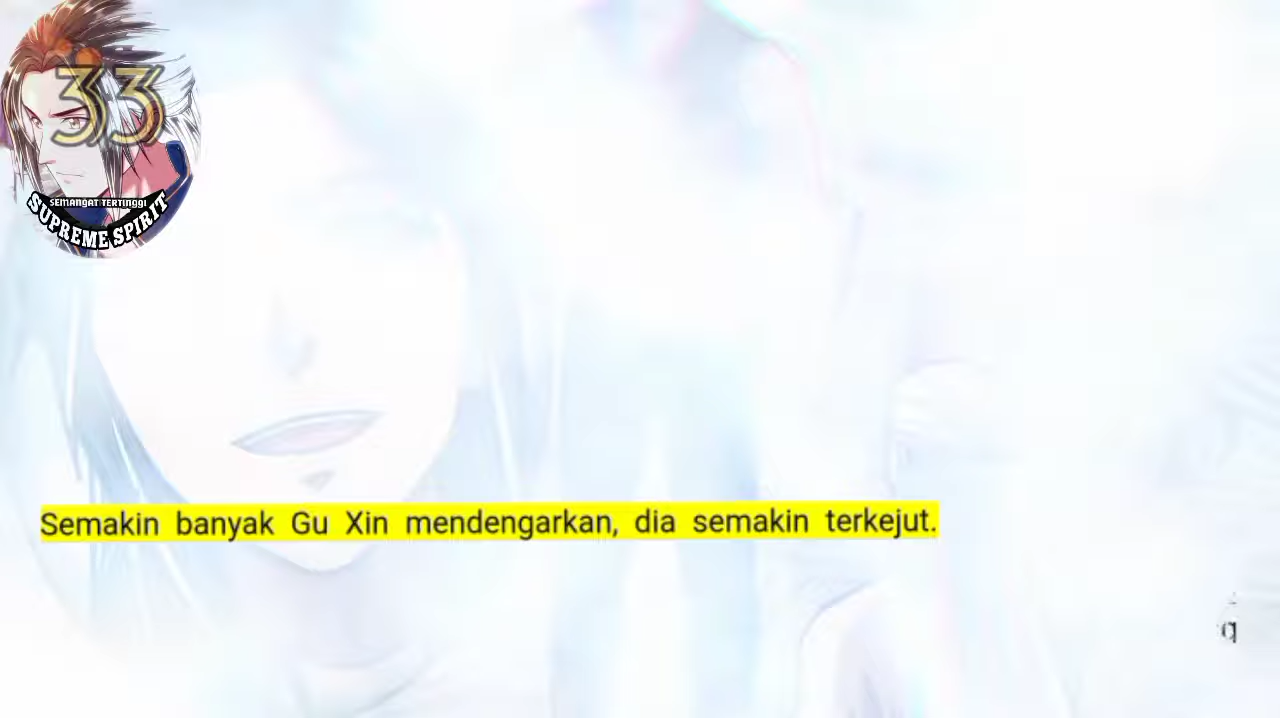 33
SEMANGAT TERTINGGI
SUPREME SPIRIT
Semakin banyak Gu Xin mendengarkan, dia semakin terkejut.
q